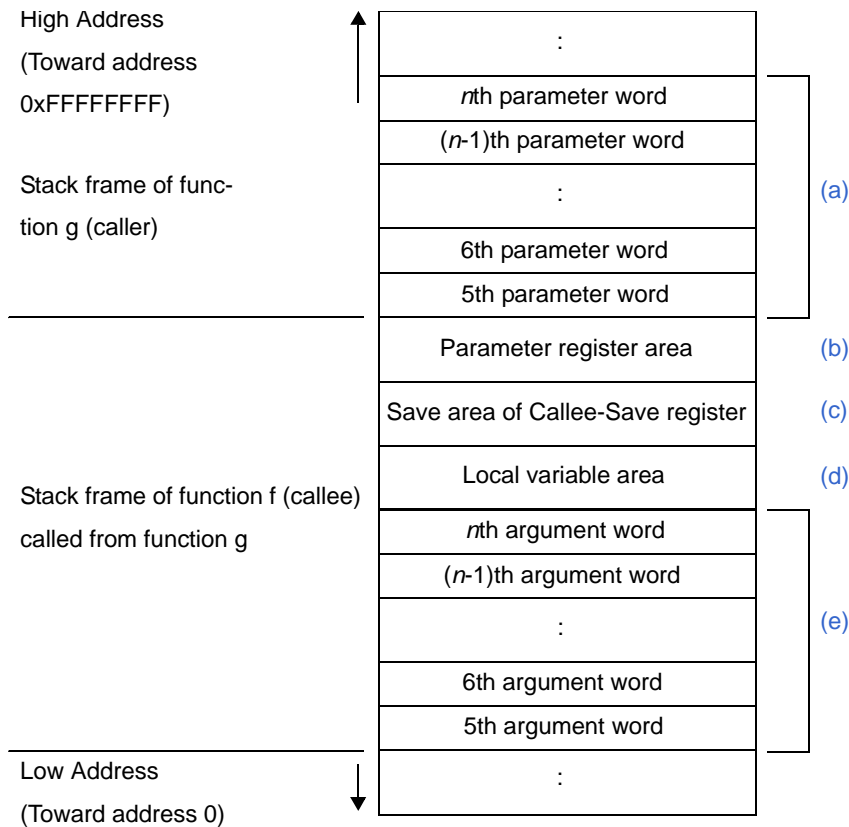 High Address
(Toward address
0xFFFFFFFF)
:
nth parameter word
(n-1)th parameter word
Stack frame of func-
tion g (caller)
:
(a)
6th parameter word
5th parameter word
Parameter register area
(b)
Save area of Callee-Save register
(c)
Local variable area
(d)
Stack frame of function f (callee)
called from function g
nth argument word
(n-1)th argument word
:
(e)
6th argument word
5th argument word
Low Address
(Toward address 0)
: